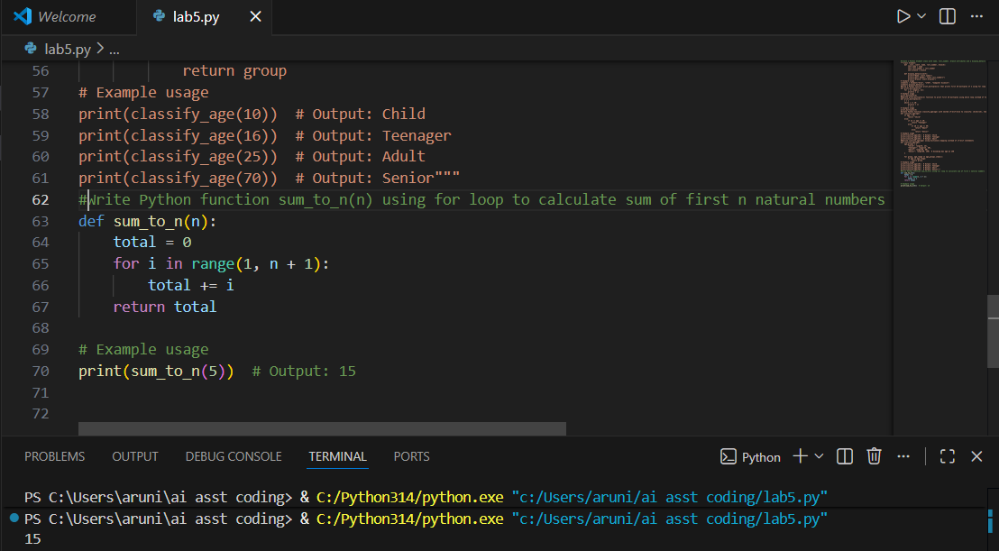 Welcome
lab5.py
lab5.py > ...
56 return group
57 # Example usage
58 print(classify_age(10))  # Output: Child
59 print(classify_age(16))  # Output: Teenager
60 print(classify_age(25))  # Output: Adult
61 print(classify_age(70))  # Output: Senior"""
62 #Write Python function sum_to_n(n) using for loop to calculate sum of first n natural numbers
63 def sum_to_n(n):
64     total = 0
65     for i in range(1, n + 1):
66         total += i
67     return total
68
69 # Example usage
70 print(sum_to_n(5))  # Output: 15
71
72
PROBLEMS OUTPUT DEBUG CONSOLE TERMINAL PORTS Python
PS C:\Users\aruni\ai asst coding> & C:/Python314/python.exe "c:/Users/aruni/ai asst coding/lab5.py"
PS C:\Users\aruni\ai asst coding> & C:/Python314/python.exe "c:/Users/aruni/ai asst coding/lab5.py"
15